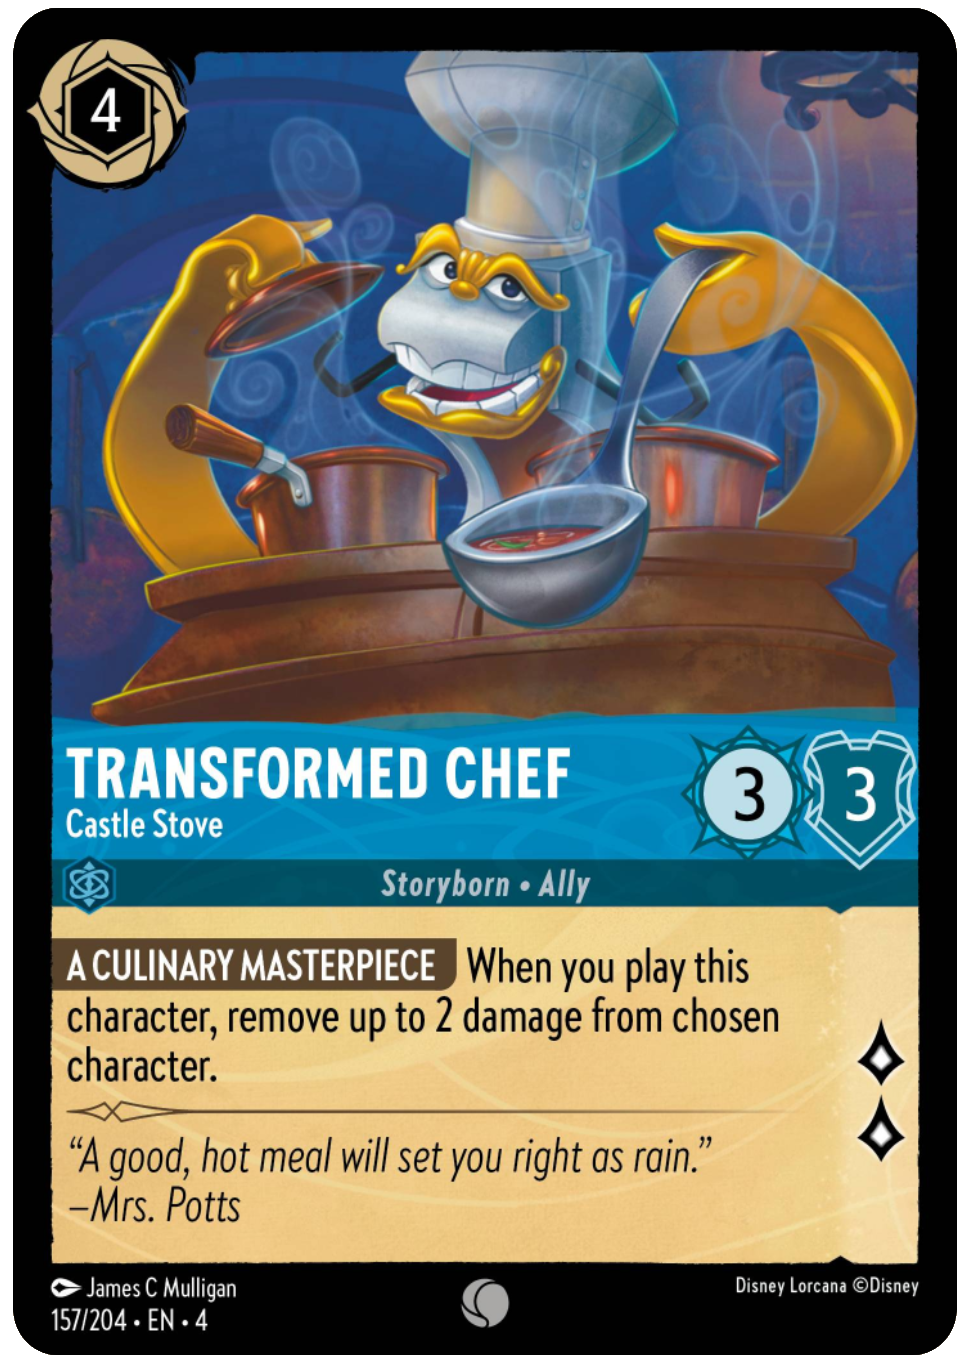 4
TRANSFORMED CHEF
Castle Stove
3
3
Storyborn • Ally
A CULINARY MASTERPIECE When you play this
character, remove up to 2 damage from chosen
character.
“A good, hot meal will set you right as rain.”
–Mrs. Potts
James C Mulligan
157/204 • EN • 4
Disney Lorcana ©Disney